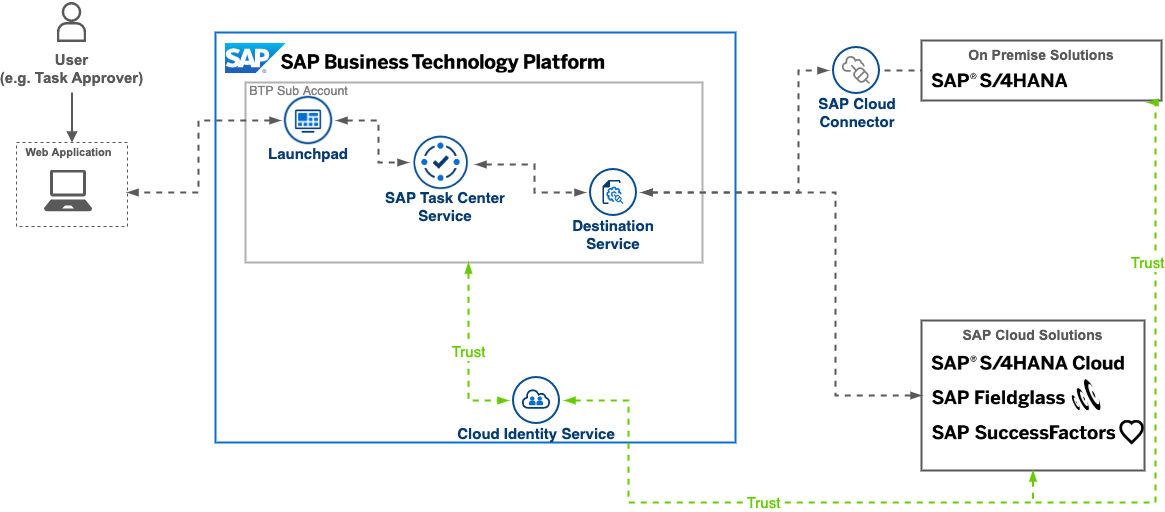 User
(e.g. Task Approver)
Web Application
SAP®
SAP Business Technology Platform
BTP Sub Account
Launchpad
SAP Task Center
Service
Destination
Service
SAP Cloud
Connector
On Premise Solutions
SAP® S/4HANA
Trust
Trust
SAP Cloud Solutions
SAP® S/4HANA Cloud
SAP Fieldglass
SAP SuccessFactors
Cloud Identity Service
Trust